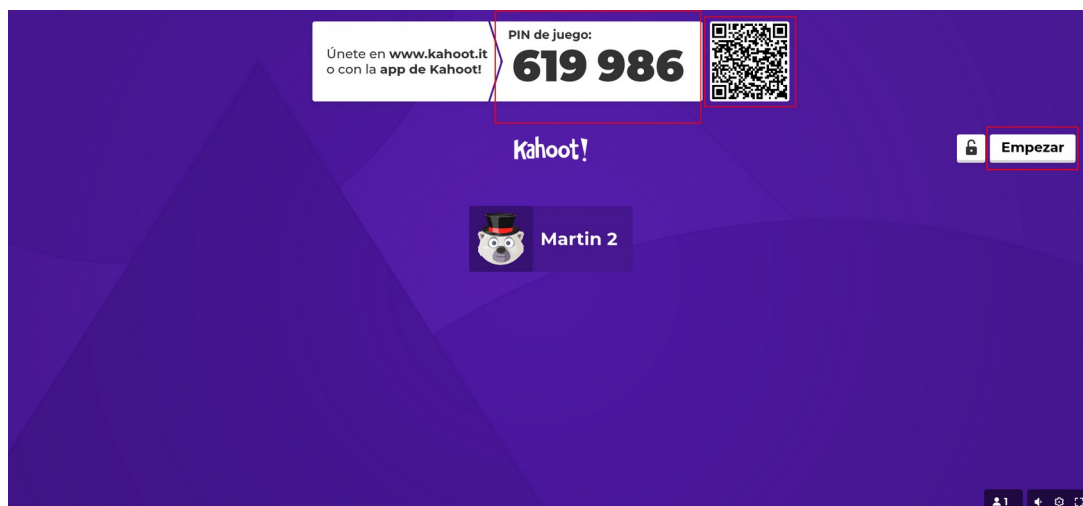 Únete en www.kahoot.it
o con la app de Kahoot!
PIN de juego:
619 986
Kahoot!
Empezar
Martin 2
1